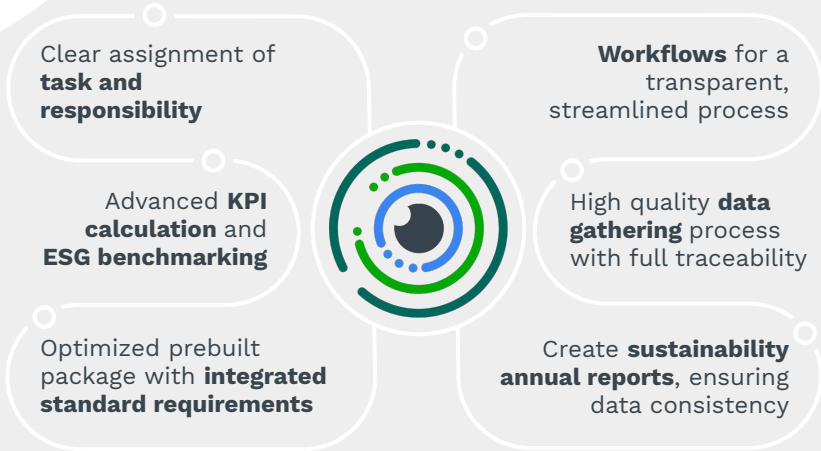 Clear assignment of
task and
responsibility
Workflows for a
transparent,
streamlined process
Advanced KPI
calculation and
ESG benchmarking
High quality data
gathering process
with full traceability
Optimized prebuilt
package with integrated
standard requirements
Create sustainability
annual reports, ensuring
data consistency